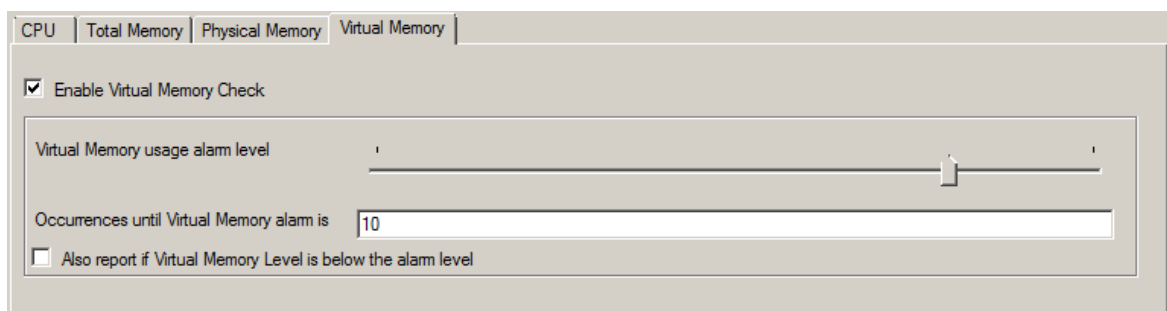 CPU Total Memory Physical Memory Virtual Memory
Enable Virtual Memory Check
Virtual Memory usage alarm level
Occurrences until Virtual Memory alarm is 10
Also report if Virtual Memory Level is below the alarm level